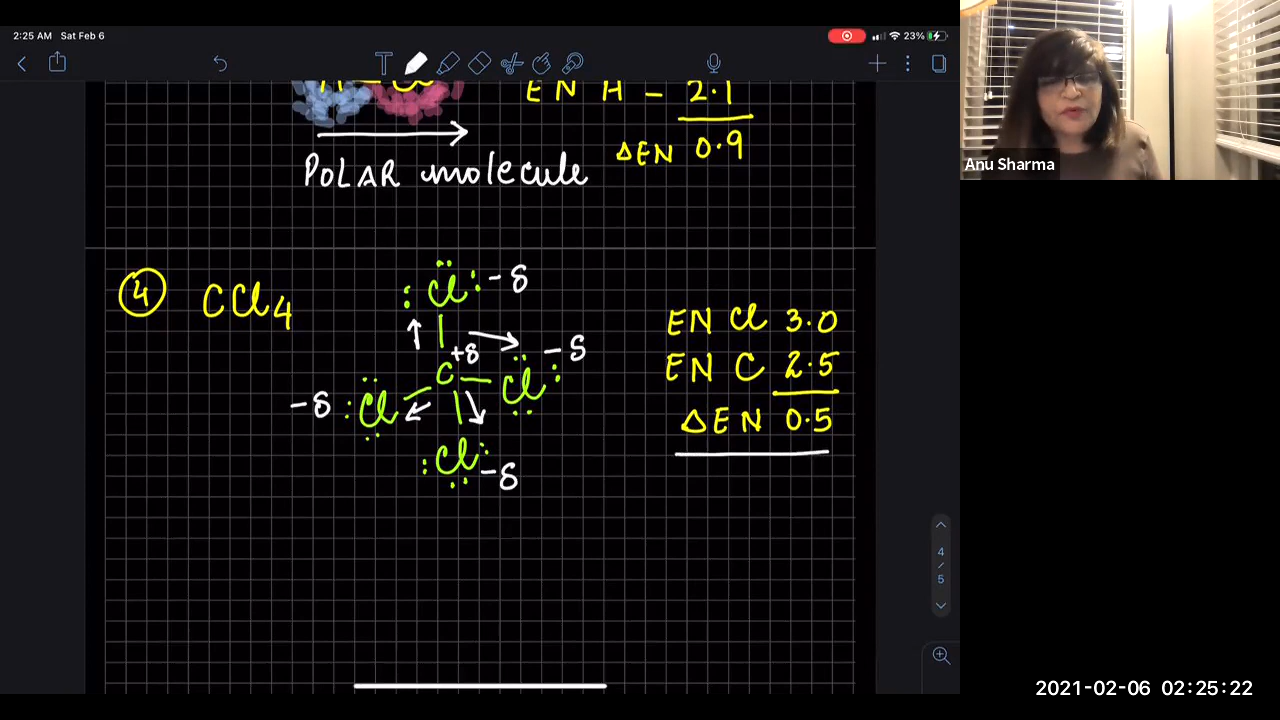 2:25 AM Sat Feb 6
23%
EN H - 2.1
ΔEN 0.9
POLAR molecule
Anu Sharma
4 CCl4
:Cl: -δ
+δ
C
Cl: -δ
-δ :Cl
:Cl: -δ
EN Cl 3.0
EN C 2.5
ΔEN 0.5
4
/
5
2021-02-06 02:25:22